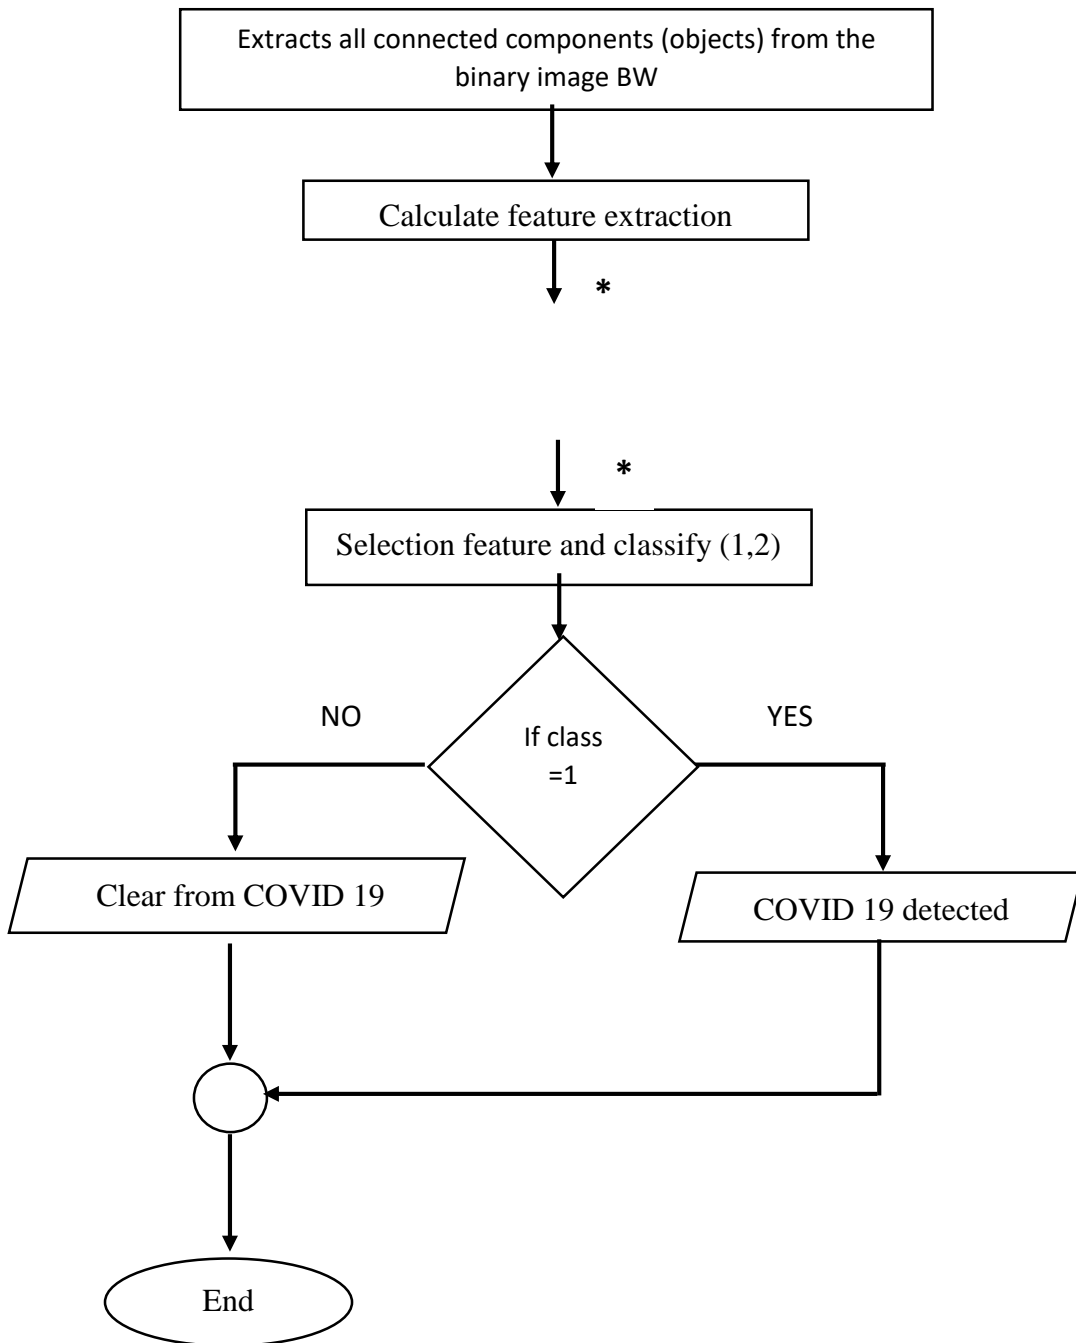 Extracts all connected components (objects) from the
binary image BW
Calculate feature extraction
*
*
Selection feature and classify (1,2)
NO
YES
If class
=1
Clear from COVID 19
COVID 19 detected
End